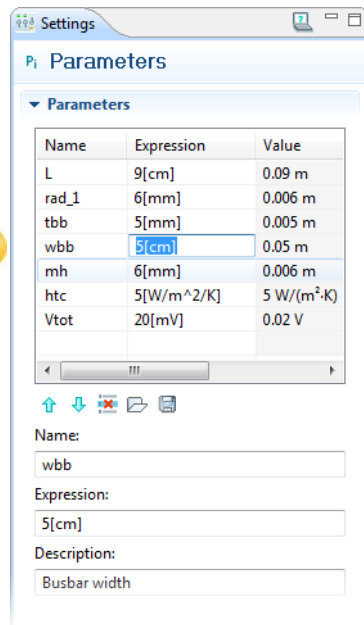 Settings
Pi Parameters
Parameters
Name Expression Value
L 9[cm] 0.09 m
rad_1 6[mm] 0.006 m
tbb 5[mm] 0.005 m
wbb 5[cm] 0.05 m
mh 6[mm] 0.006 m
htc 5[W/m^2/K] 5 W/(m²·K)
Vtot 20[mV] 0.02 V
Name:
wbb
Expression:
5[cm]
Description:
Busbar width